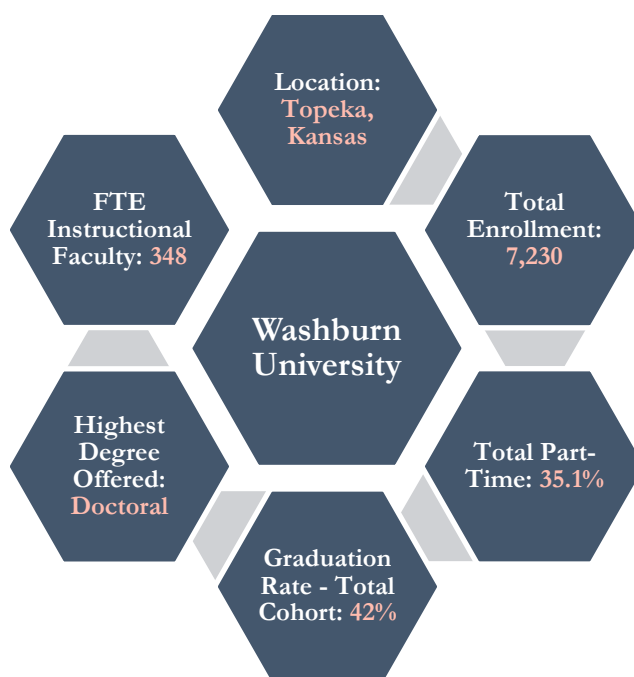 Location:
Topeka,
Kansas
FTE
Instructional
Faculty: 348
Total
Enrollment:
7,230
Washburn
University
Highest
Degree
Offered:
Doctoral
Total Part-
Time: 35.1%
Graduation
Rate - Total
Cohort: 42%